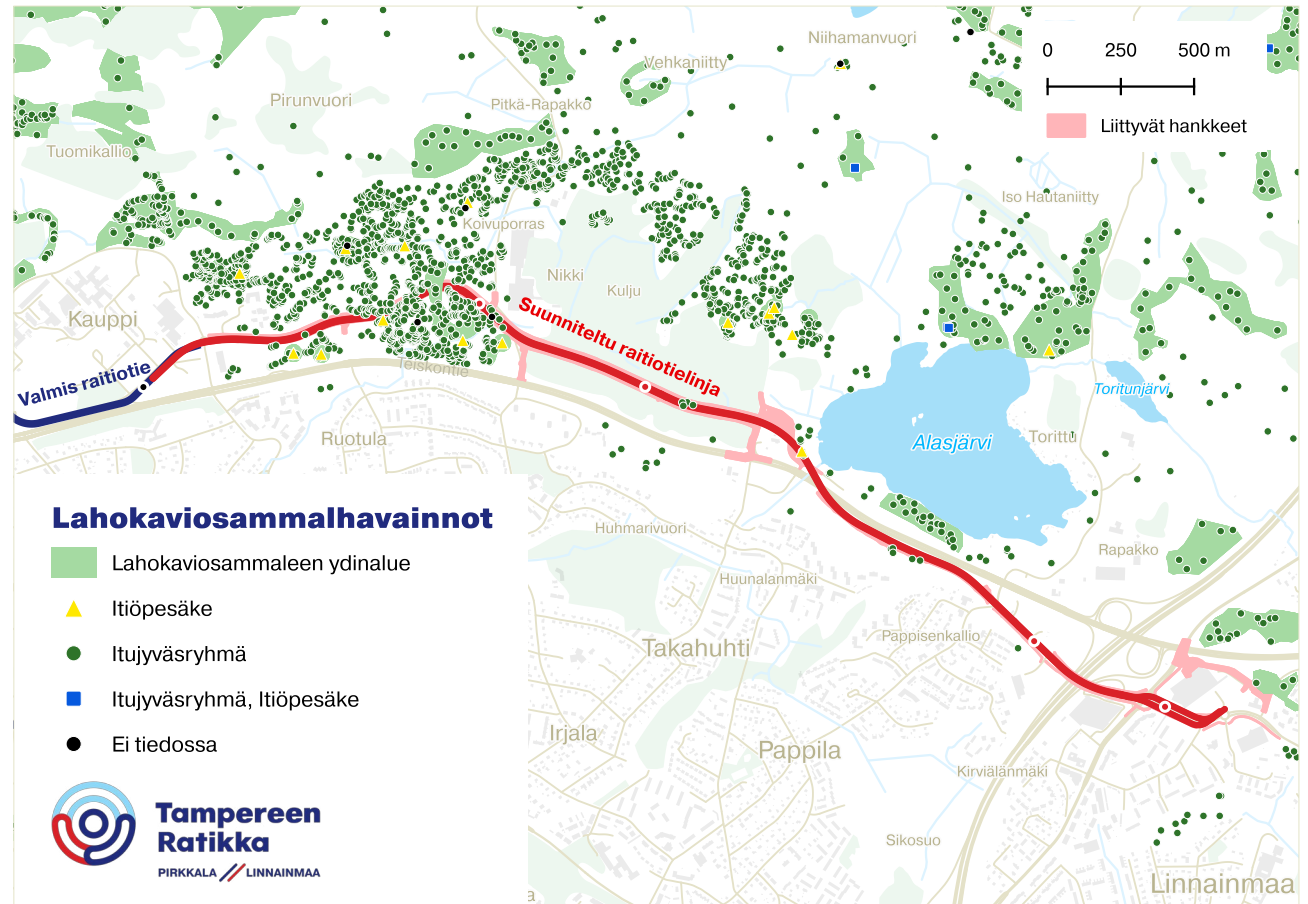 Niihamanvuori
0 250 500 m
Vehkaniitty
Pirunvuori
Pitkä-Rapakko
Liittyvät hankkeet
Tuomikallio
Iso Hautaniitty
Koivuporras
Nikki
Kulju
Kauppi
Suunniteltu raitiotielinja
Valmis raitiotie
Teiskontie
Toritunjärvi
Ruotula
Alasjärvi
Torittu
Lahokaviosammalhavainnot
Lahokaviosammaleen ydinalue
Itiöpesäke
Itujyväsryhmä
Itujyväsryhmä, Itiöpesäke
Ei tiedossa
Huhmarivuori
Rapakko
Huunalanmäki
Pappisenkallio
Takahuhti
Irjala
Pappila
Kirviälänmäki
Sikosuo
Linnainmaa
Tampereen
Ratikka
PIRKKALA // LINNAINMAA